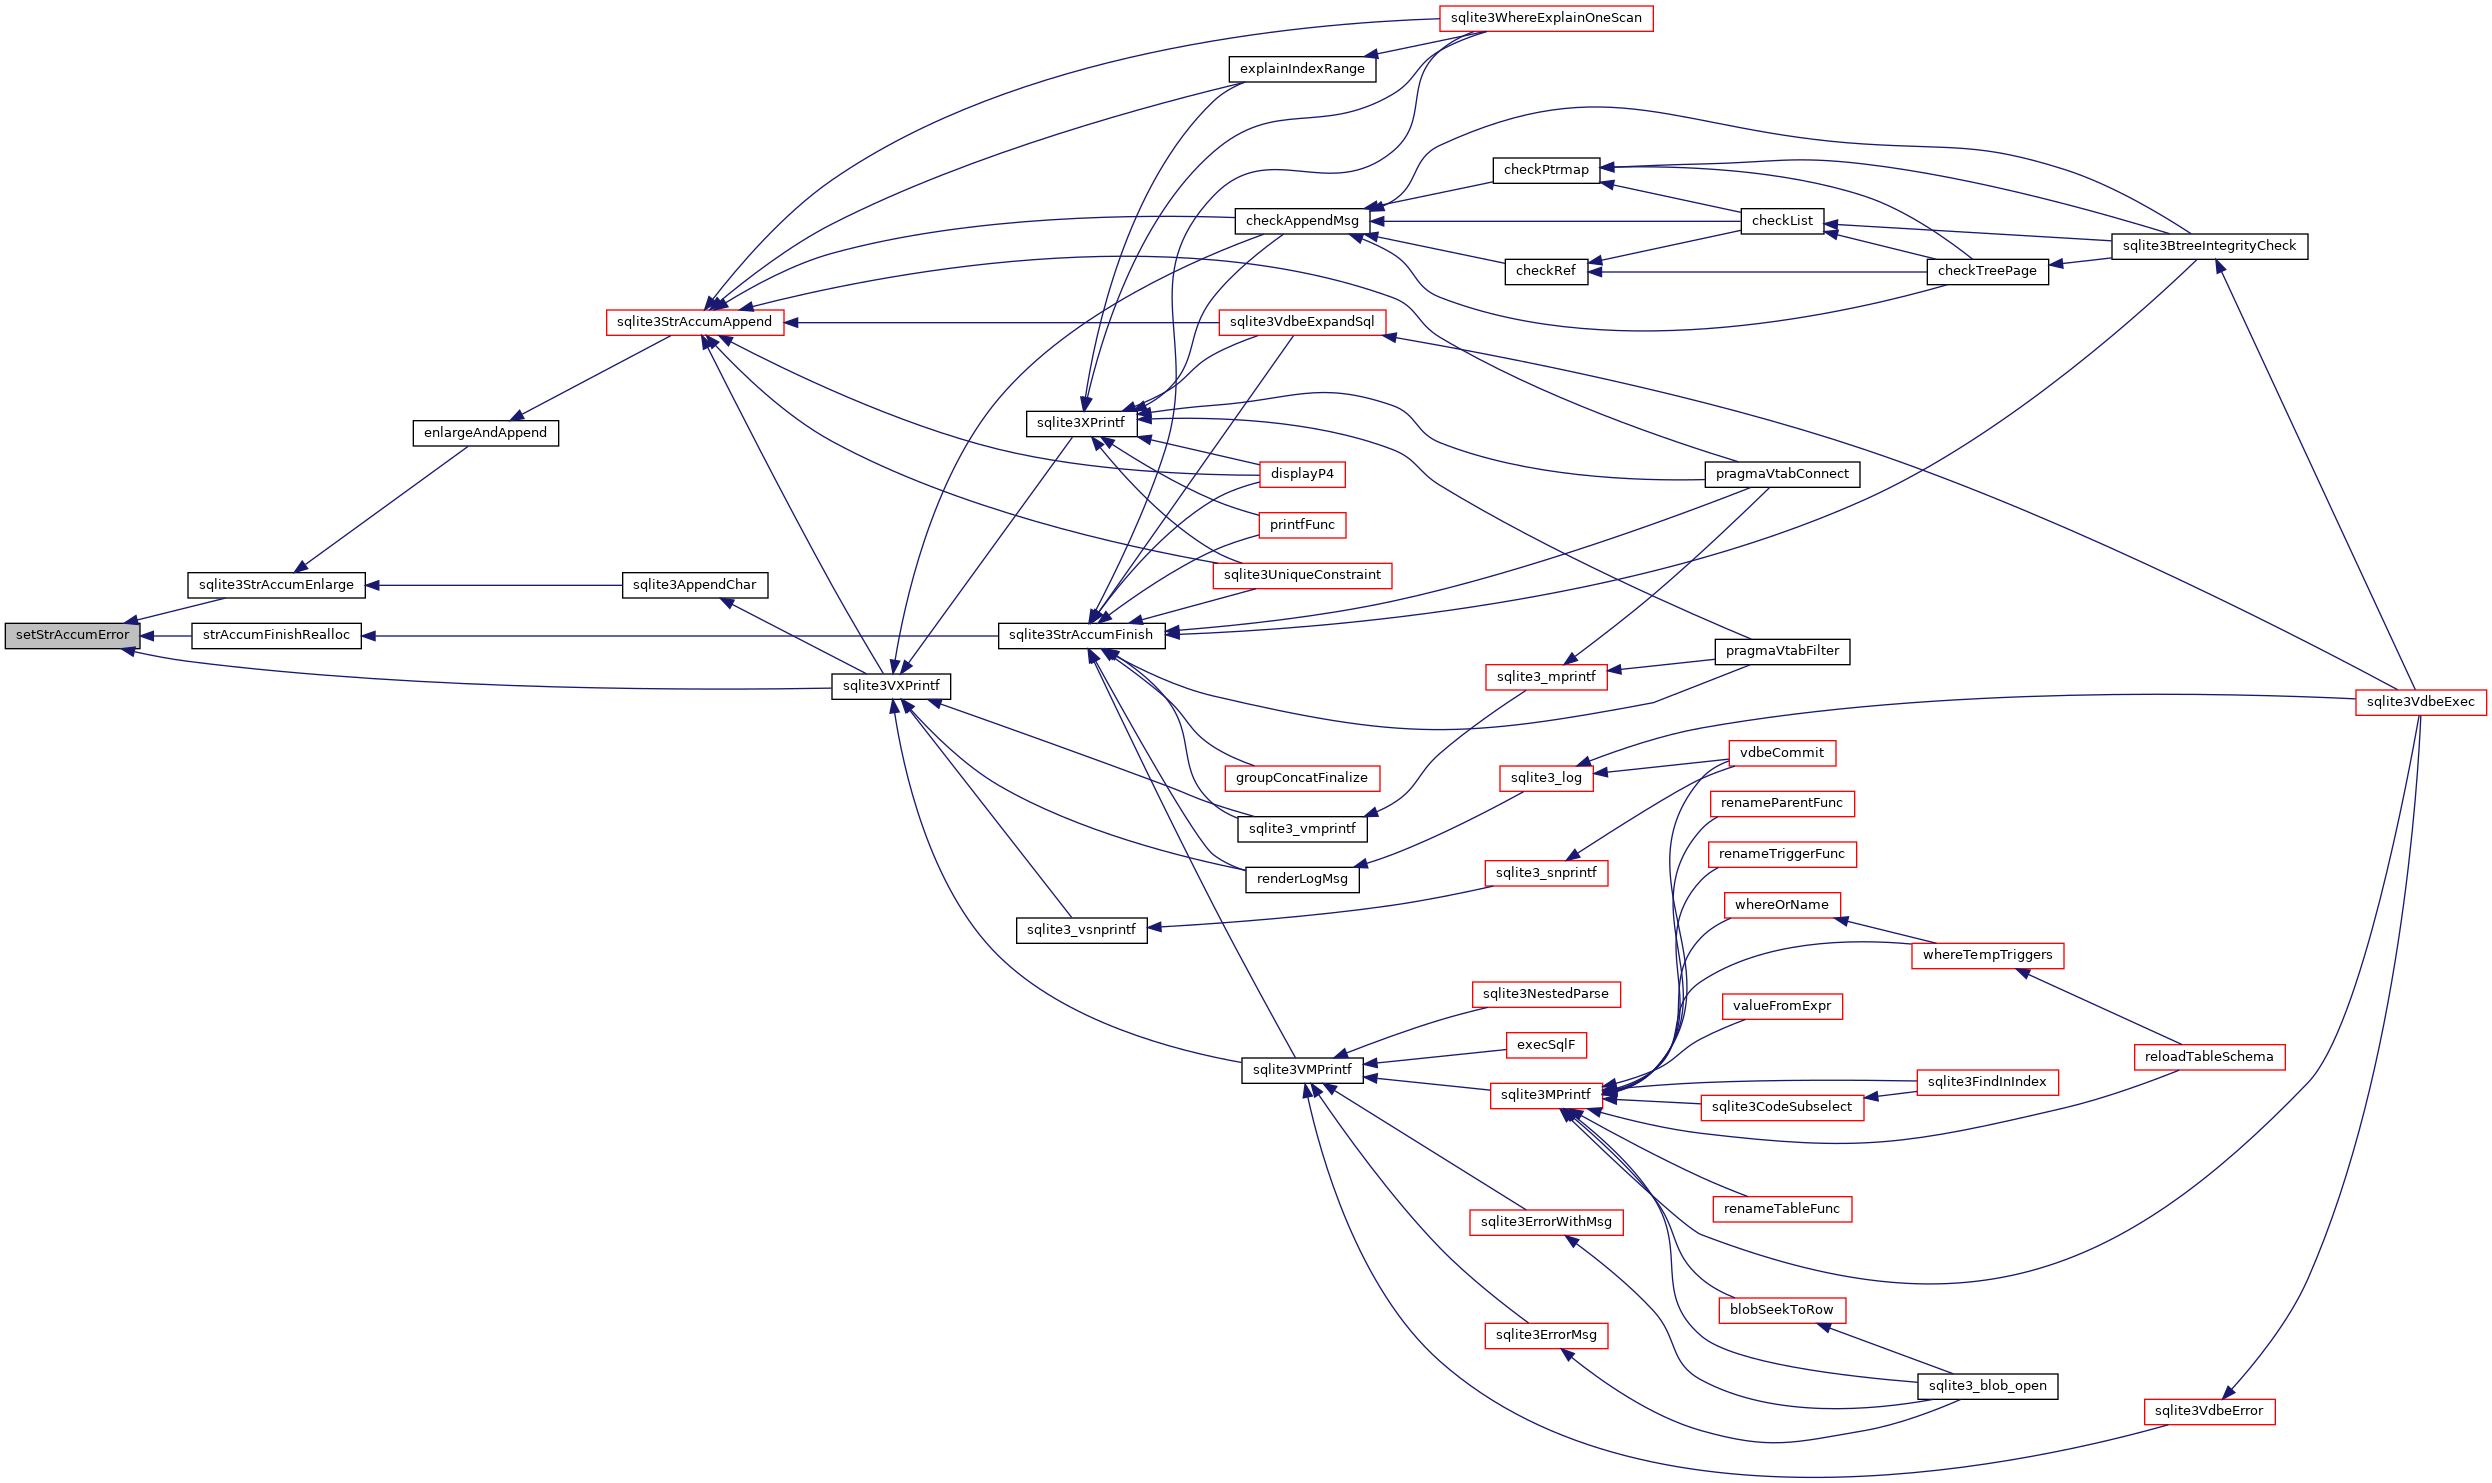 sqlite3WhereExplainOneScan
explainIndexRange
checkPtrmap
checkAppendMsg
checkList
sqlite3BtreeIntegrityCheck
checkRef
checkTreePage
sqlite3StrAccumAppend
sqlite3VdbeExpandSql
enlargeAndAppend
sqlite3XPrintf
displayP4
pragmaVtabConnect
printfFunc
sqlite3StrAccumEnlarge
sqlite3AppendChar
sqlite3UniqueConstraint
setStrAccumError
strAccumFinishRealloc
sqlite3StrAccumFinish
pragmaVtabFilter
sqlite3VXPrintf
sqlite3_mprintf
sqlite3VdbeExec
vdbeCommit
groupConcatFinalize
sqlite3_log
renameParentFunc
sqlite3_vmprintf
renameTriggerFunc
renderLogMsg
sqlite3_snprintf
whereOrName
sqlite3_vsnprintf
whereTempTriggers
sqlite3NestedParse
valueFromExpr
execSqlF
reloadTableSchema
sqlite3VMPrintf
sqlite3MPrintf
sqlite3FindInIndex
sqlite3CodeSubselect
renameTableFunc
sqlite3ErrorWithMsg
blobSeekToRow
sqlite3ErrorMsg
sqlite3_blob_open
sqlite3VdbeError